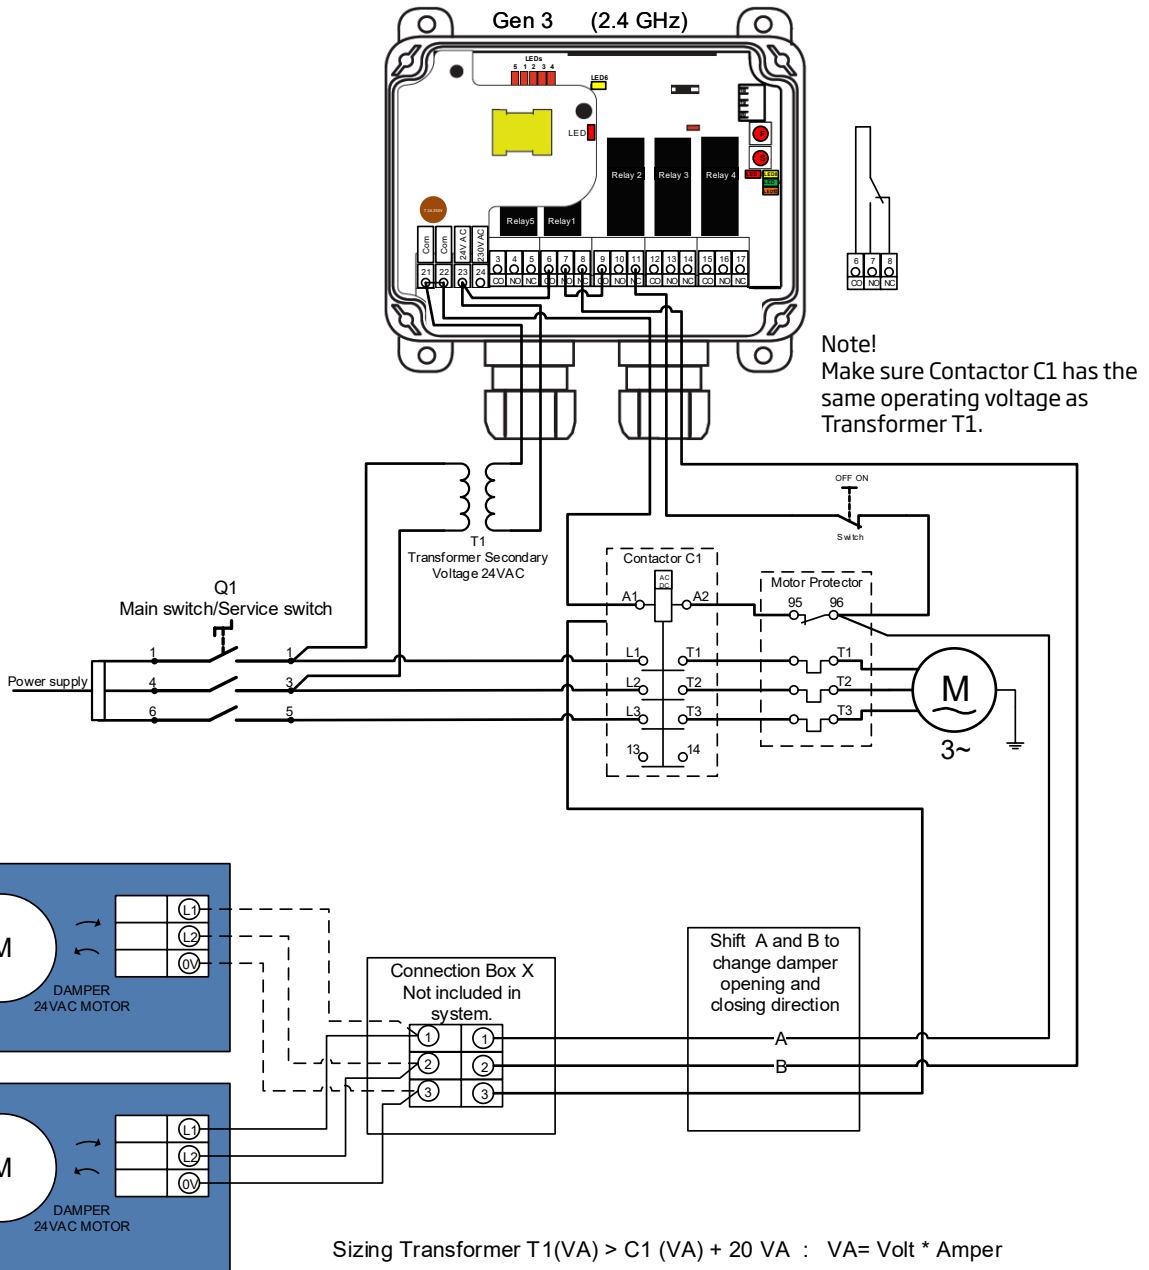 Gen 3 (2.4 GHz)
LEDs
5 1 2 3 4
LED6
LED
F
S
Relay 2 Relay 3 Relay 4
Relay5 Relay1
Com Com 24V AC 230V AC
21 22 23 24
3 4 5 6 7 8 9 10 11 12 13 14 15 16 17
CO NO NC CO NO NC CO NO NC CO NO NC CO NO NC
6 7 8
CO NO NC
Note!
Make sure Contactor C1 has the
same operating voltage as
Transformer T1.
OFF ON
Switch
T1
Transformer Secondary
Voltage 24VAC
Contactor C1
AC
DC
A1 A2
Motor Protector
95 96
Q1
Main switch/Service switch
Power supply
1 1 L1 T1 T1
4 3 L2 T2 T2
6 5 L3 T3 T3
13 14
M
3~
M
L1
L2
0V
DAMPER
24VAC MOTOR
Connection Box X
Not included in
system.
1 1
2 2
3 3
Shift A and B to
change damper
opening and
closing direction
A
B
M
L1
L2
0V
DAMPER
24VAC MOTOR
Sizing Transformer T1(VA) > C1 (VA) + 20 VA : VA= Volt * Amper